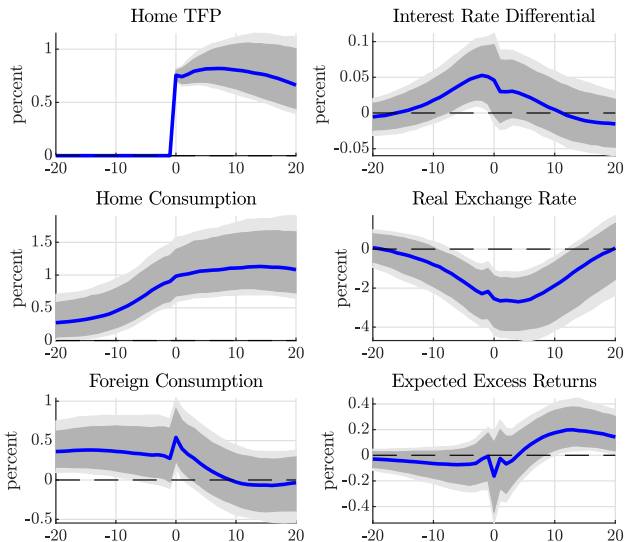 Home TFP
percent
1
0.5
0
-20 -10 0 10 20
Interest Rate Differential
percent
0.1
0.05
0
-0.05
-20 -10 0 10 20
Home Consumption
percent
1.5
1
0.5
0
-20 -10 0 10 20
Real Exchange Rate
percent
0
-2
-4
-20 -10 0 10 20
Foreign Consumption
percent
1
0.5
0
-0.5
-20 -10 0 10 20
Expected Excess Returns
percent
0.4
0.2
0
-0.2
-0.4
-20 -10 0 10 20